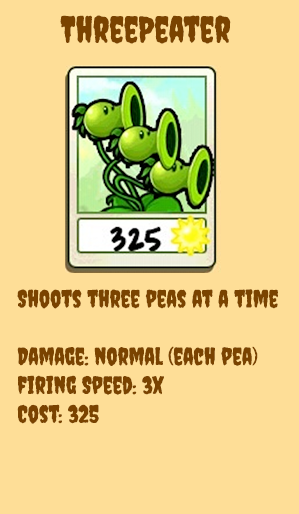 THREEPEATER
325
SHOOTS THREE PEAS AT A TIME
DAMAGE: NORMAL (EACH PEA)
FIRING SPEED: 3X
COST: 325